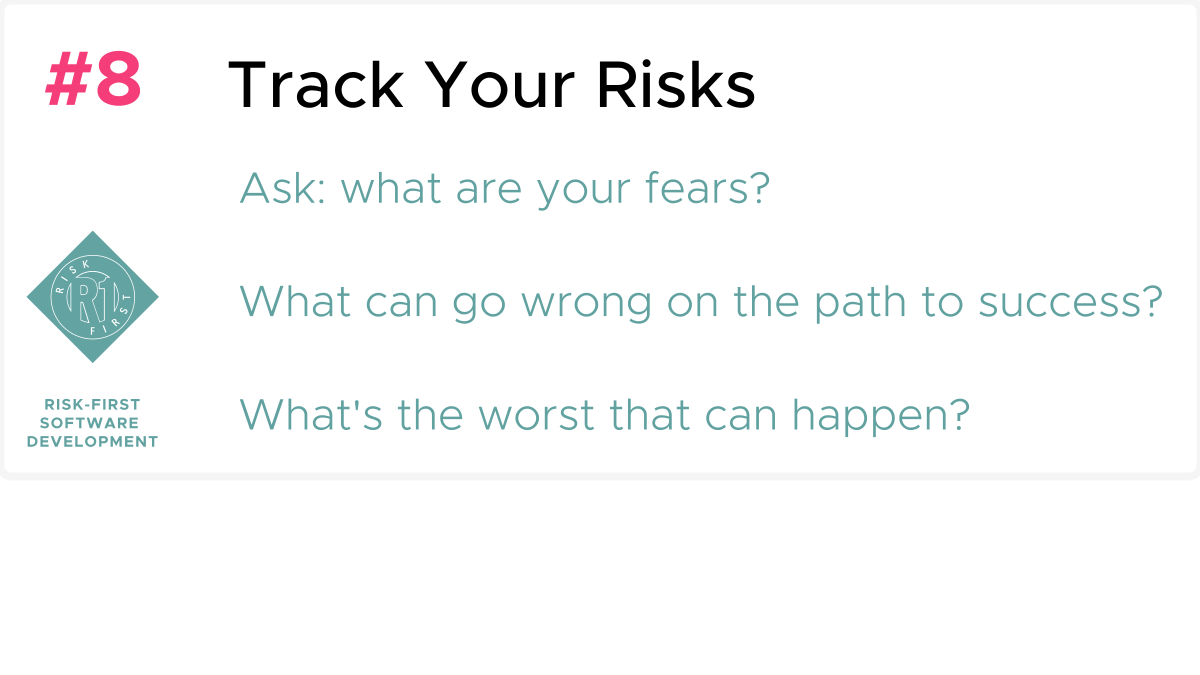 #8
Track Your Risks
Ask: what are your fears?
What can go wrong on the path to success?
What's the worst that can happen?
RISK
R1
FIRST
RISK-FIRST
SOFTWARE
DEVELOPMENT